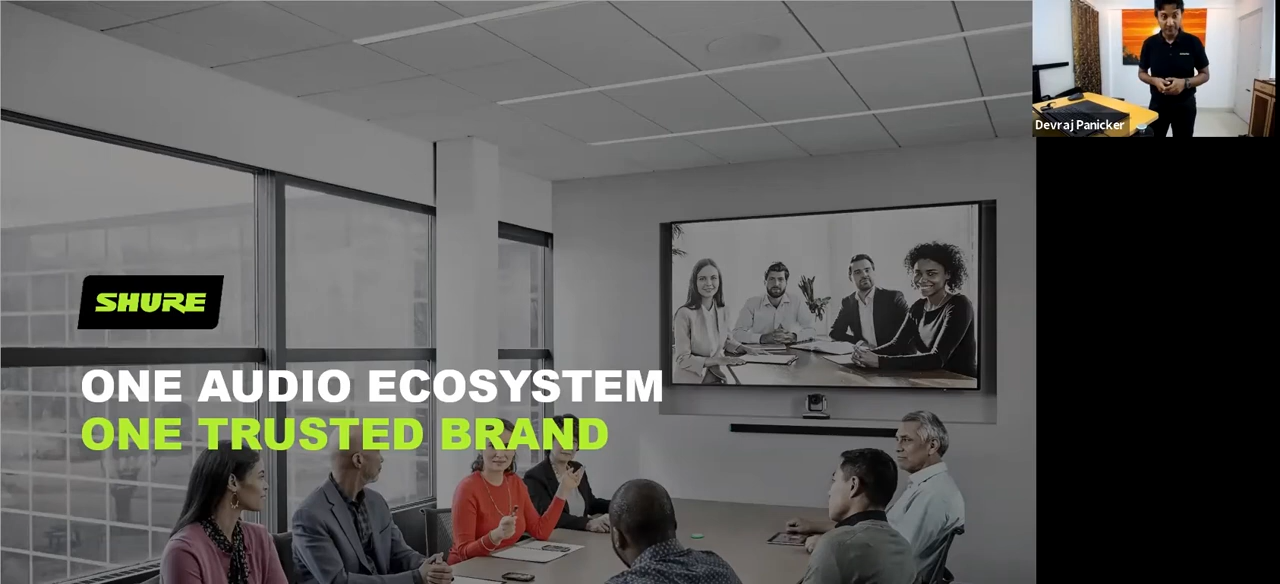 SHURE
ONE AUDIO ECOSYSTEM
ONE TRUSTED BRAND
Devraj Panicker